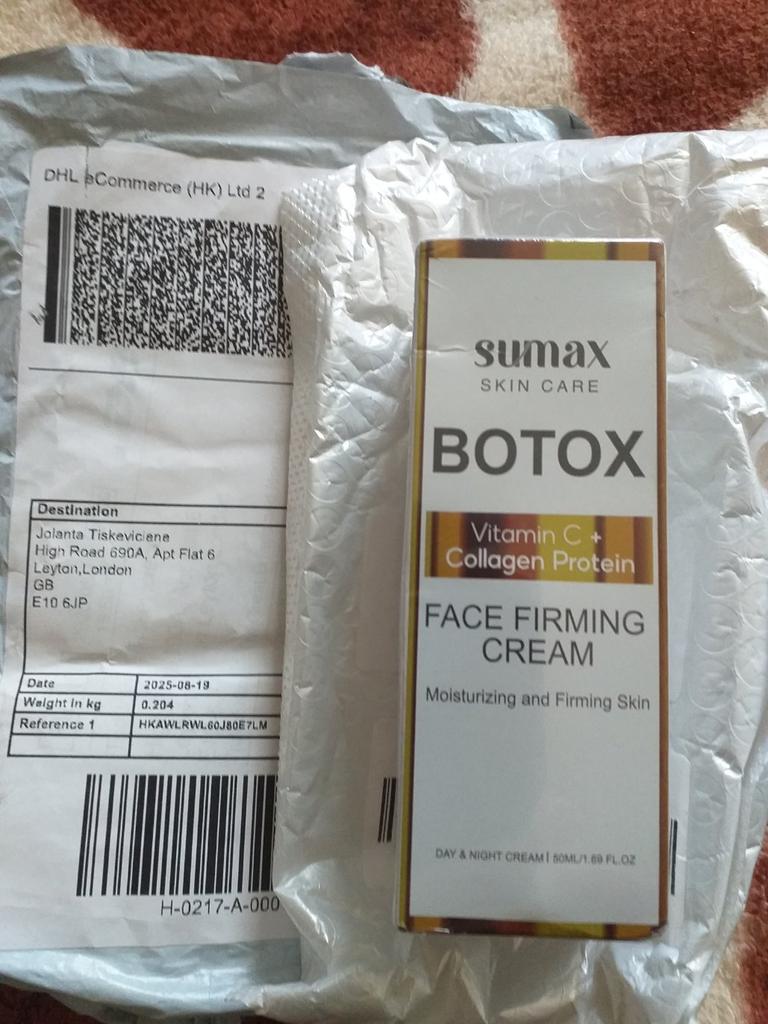 DHL eCommerce (HK) Ltd 2
Destination
Jolanta Tiskeviciene
High Road 690A, Apt Flat 6
Leyton,London
GB
E10 6JP
Date 2025-08-19
Weight in kg 0.204
Reference 1 HKAWLRWL60J80E7LM
H-0217-A-000
sumax
SKIN CARE
BOTOX
Vitamin C +
Collagen Protein
FACE FIRMING
CREAM
Moisturizing and Firming Skin
DAY & NIGHT CREAM | 50ML/1.69 FL.OZ